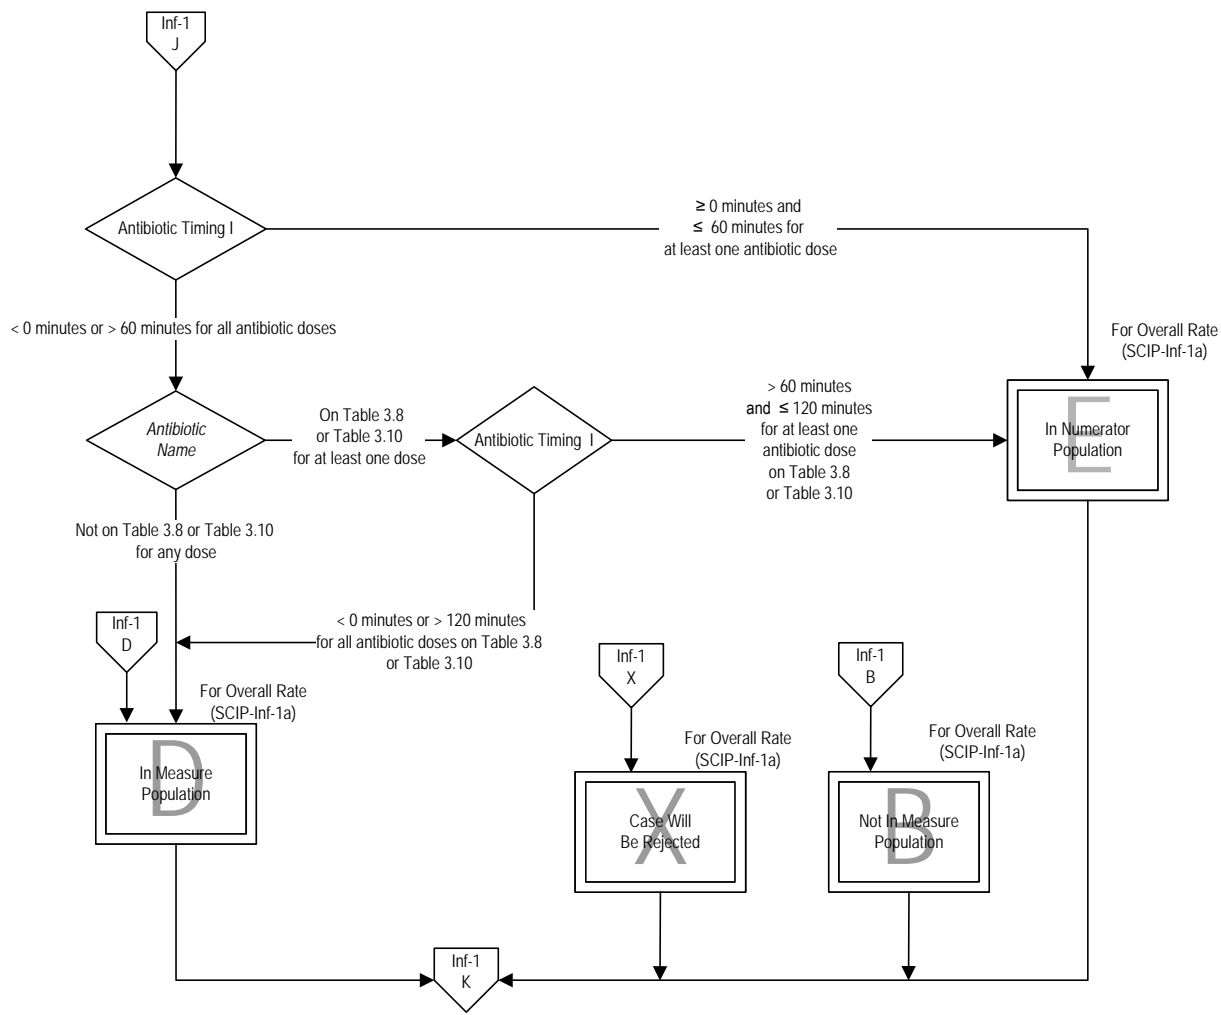 Inf-1
J
Antibiotic Timing I
≥ 0 minutes and
≤ 60 minutes for
at least one antibiotic dose
< 0 minutes or > 60 minutes for all antibiotic doses
For Overall Rate
(SCIP-Inf-1a)
Antibiotic
Name
On Table 3.8
or Table 3.10
for at least one dose
Antibiotic Timing I
> 60 minutes
and ≤ 120 minutes
for at least one
antibiotic dose
on Table 3.8
or Table 3.10
E
In Numerator
Population
Not on Table 3.8 or Table 3.10
for any dose
< 0 minutes or > 120 minutes
for all antibiotic doses on Table 3.8
or Table 3.10
Inf-1
D
For Overall Rate
(SCIP-Inf-1a)
D
In Measure
Population
Inf-1
X
For Overall Rate
(SCIP-Inf-1a)
X
Case Will
Be Rejected
Inf-1
B
For Overall Rate
(SCIP-Inf-1a)
B
Not In Measure
Population
Inf-1
K